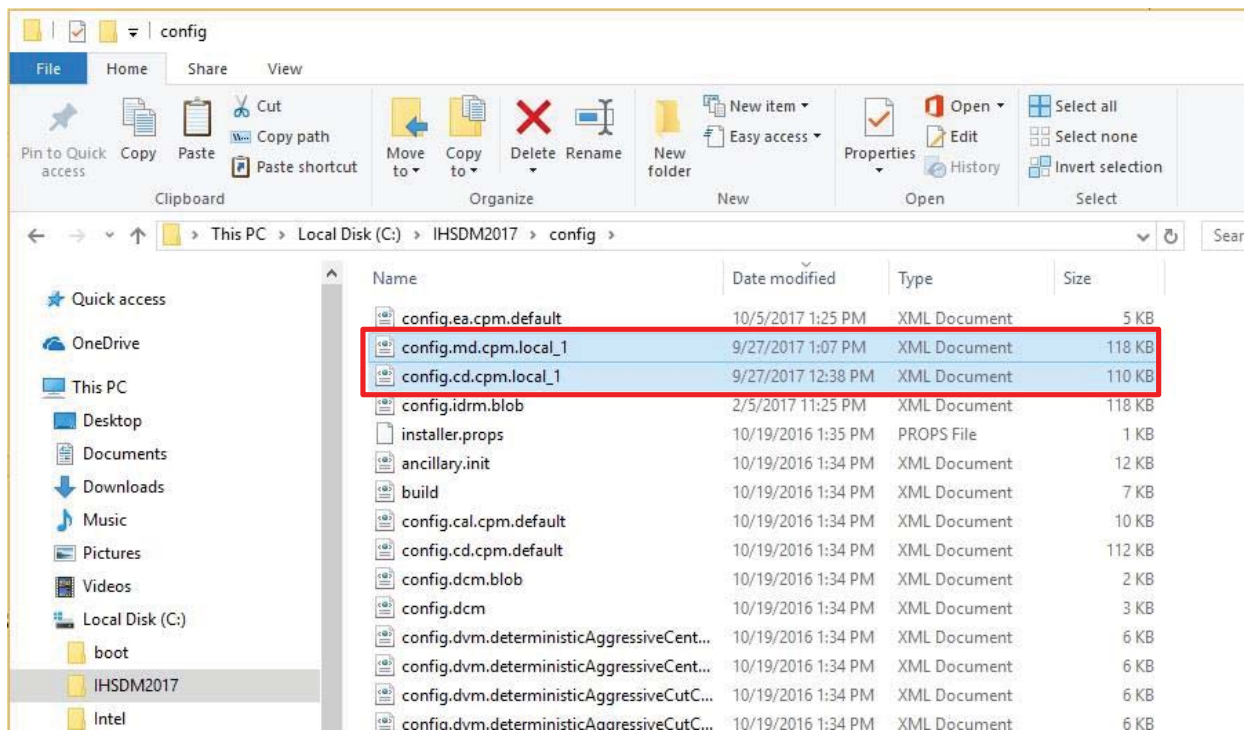 config
File Home Share View
Pin to Quick access
Copy
Paste
Cut
Copy path
Paste shortcut
Clipboard
Move to
Copy to
Delete
Rename
Organize
New folder
New item
Easy access
New
Properties
Open
Edit
History
Open
Select all
Select none
Invert selection
Select
This PC > Local Disk (C:) > IHSDM2017 > config >
Sear
Quick access
OneDrive
This PC
Desktop
Documents
Downloads
Music
Pictures
Videos
Local Disk (C:)
boot
IHSDM2017
Intel
Name Date modified Type Size
config.ea.cpm.default 10/5/2017 1:25 PM XML Document 5 KB
config.md.cpm.local_1 9/27/2017 1:07 PM XML Document 118 KB
config.cd.cpm.local_1 9/27/2017 12:38 PM XML Document 110 KB
config.idrm.blob 2/5/2017 11:25 PM XML Document 118 KB
installer.props 10/19/2016 1:35 PM PROPS File 1 KB
ancillary.init 10/19/2016 1:34 PM XML Document 12 KB
build 10/19/2016 1:34 PM XML Document 7 KB
config.cal.cpm.default 10/19/2016 1:34 PM XML Document 10 KB
config.cd.cpm.default 10/19/2016 1:34 PM XML Document 112 KB
config.dcm.blob 10/19/2016 1:34 PM XML Document 2 KB
config.dcm 10/19/2016 1:34 PM XML Document 3 KB
config.dvm.deterministicAggressiveCent... 10/19/2016 1:34 PM XML Document 6 KB
config.dvm.deterministicAggressiveCent... 10/19/2016 1:34 PM XML Document 6 KB
config.dvm.deterministicAggressiveCutC... 10/19/2016 1:34 PM XML Document 6 KB
config.dvm.deterministicAggressiveCutC... 10/19/2016 1:34 PM XML Document 6 KB